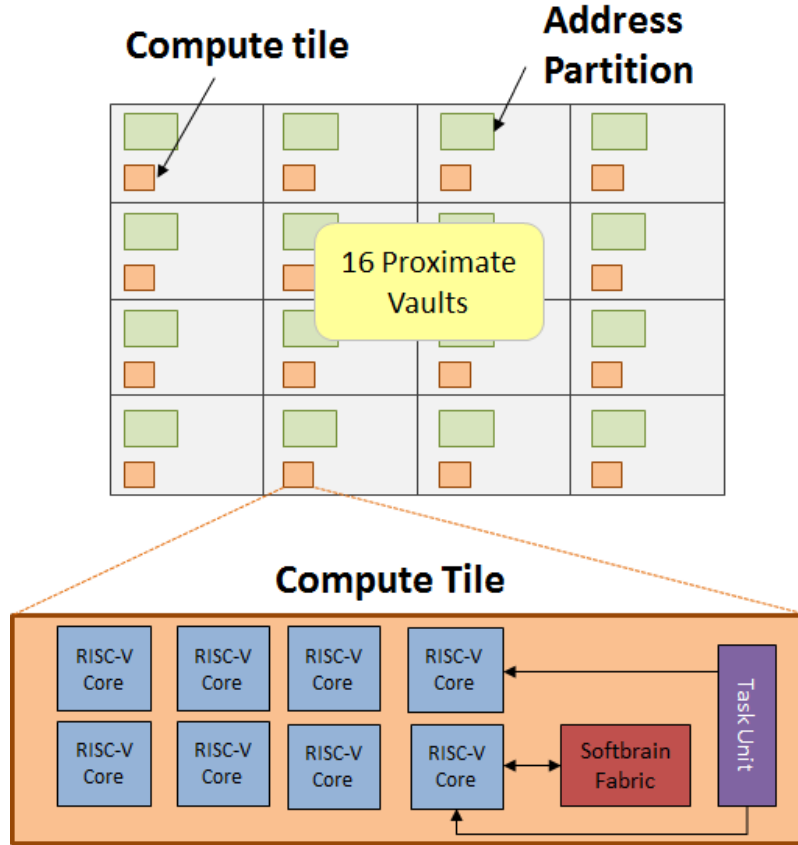 Compute tile
Address
Partition
16 Proximate
Vaults
Compute Tile
RISC-V
Core
RISC-V
Core
RISC-V
Core
RISC-V
Core
Task Unit
RISC-V
Core
RISC-V
Core
RISC-V
Core
RISC-V
Core
Softbrain
Fabric